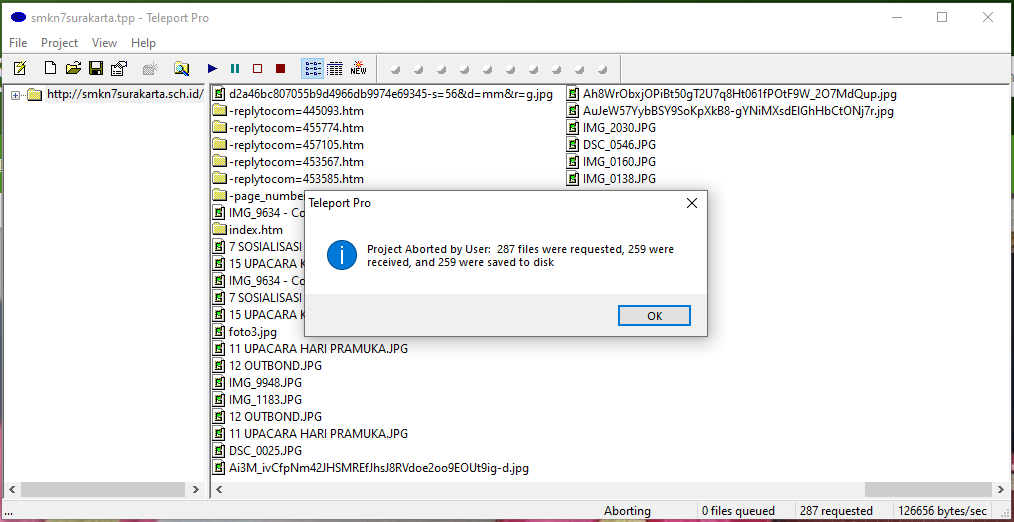 smkn7surakarta.tpp - Teleport Pro
File Project View Help
NEW
http://smkn7surakarta.sch.id/
d2a46bc807055b9d4966db9974e69345-s=56&d=mm&r=g.jpg
-replytocom=445093.htm
-replytocom=455774.htm
-replytocom=457105.htm
-replytocom=453567.htm
-replytocom=453585.htm
-page_numbe
IMG_9634 - Co
index.htm
7 SOSIALISASI
15 UPACARA K
IMG_9634 - Co
7 SOSIALISASI
15 UPACARA K
foto3.jpg
11 UPACARA HARI PRAMUKA.JPG
12 OUTBOND.JPG
IMG_9948.JPG
IMG_1183.JPG
12 OUTBOND.JPG
11 UPACARA HARI PRAMUKA.JPG
DSC_0025.JPG
Ai3M_ivCfpNm42JHSMREfJhsJ8RVdoe2oo9EOUt9ig-d.jpg
Ah8WrObxjOPiBt50gT2U7q8Ht061fPOtF9W_2O7MdQup.jpg
AuJeW57YybBSY9SoKpXkB8-gYNiMXsdEIGhHbCtONj7r.jpg
IMG_2030.JPG
DSC_0546.JPG
IMG_0160.JPG
IMG_0138.JPG
Teleport Pro
Project Aborted by User: 287 files were requested, 259 were
received, and 259 were saved to disk
OK
... Aborting 0 files queued 287 requested 126656 bytes/sec